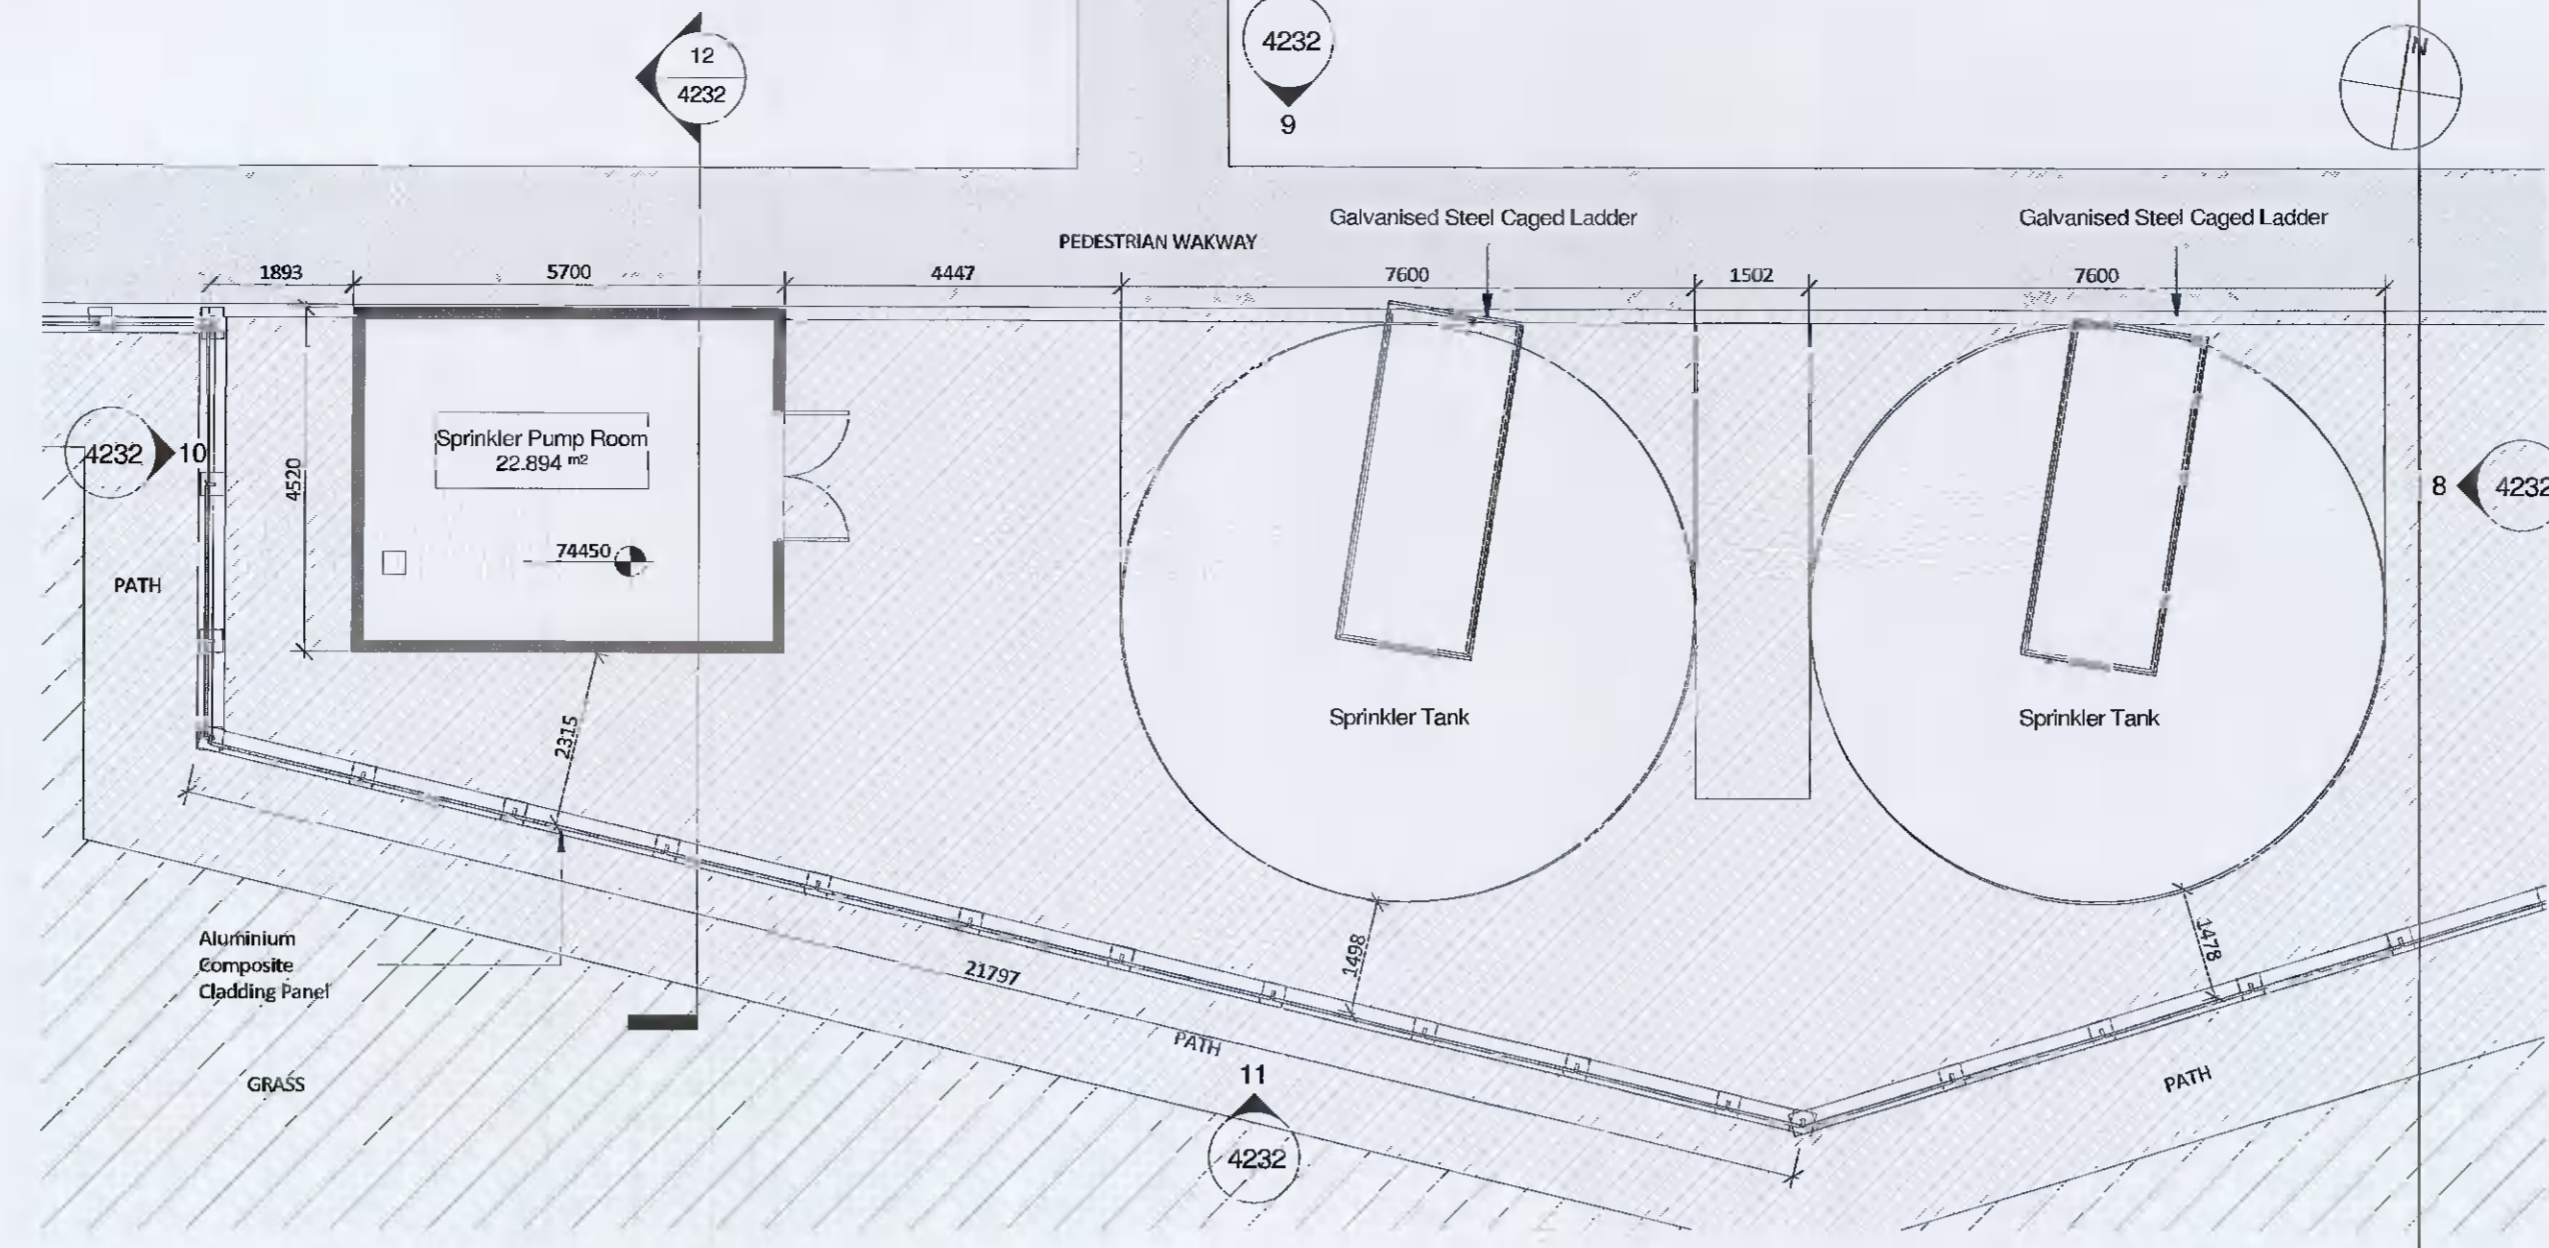 12
4232
4232
9
N
Galvanised Steel Caged Ladder
Galvanised Steel Caged Ladder
PEDESTRIAN WAKWAY
1893
5700
4447
7600
1502
7600
4232
10
4520
Sprinkler Pump Room
22.894 m2
74450
8
4232
PATH
2315
Sprinkler Tank
Sprinkler Tank
Aluminium
Composite
Cladding Panel
21797
1498
1478
PATH
PATH
GRASS
11
4232